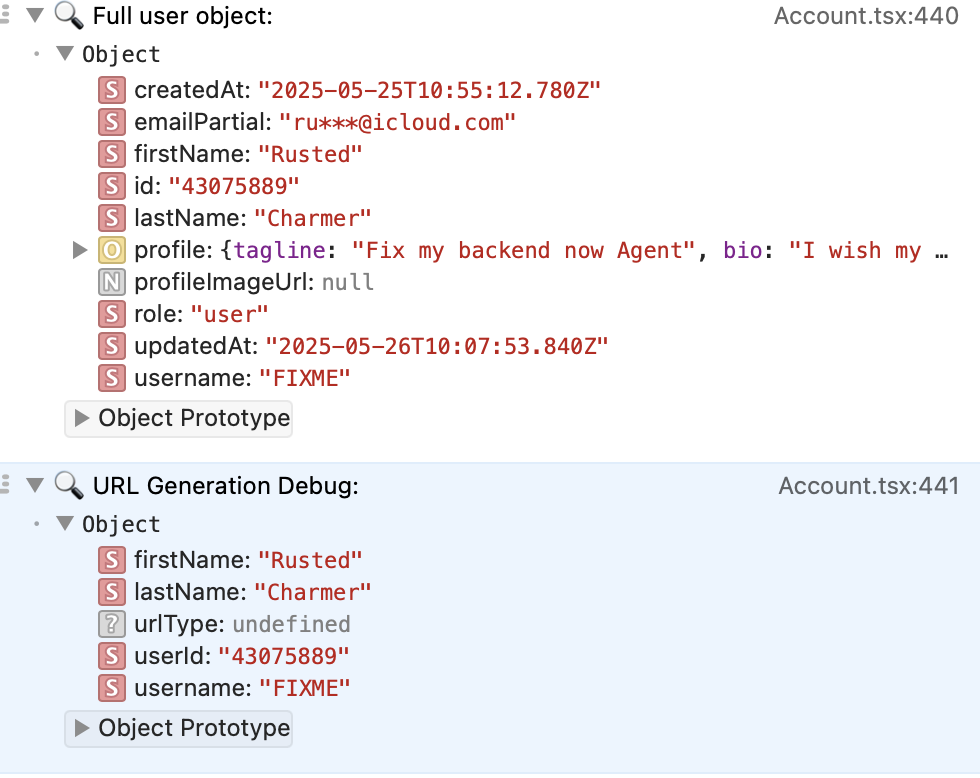 Full user object: Account.tsx:440
Object
S createdAt: "2025-05-25T10:55:12.780Z"
S emailPartial: "ru***@icloud.com"
S firstName: "Rusted"
S id: "43075889"
S lastName: "Charmer"
O profile: {tagline: "Fix my backend now Agent", bio: "I wish my …
N profileImageUrl: null
S role: "user"
S updatedAt: "2025-05-26T10:07:53.840Z"
S username: "FIXME"
Object Prototype
URL Generation Debug: Account.tsx:441
Object
S firstName: "Rusted"
S lastName: "Charmer"
? urlType: undefined
S userId: "43075889"
S username: "FIXME"
Object Prototype